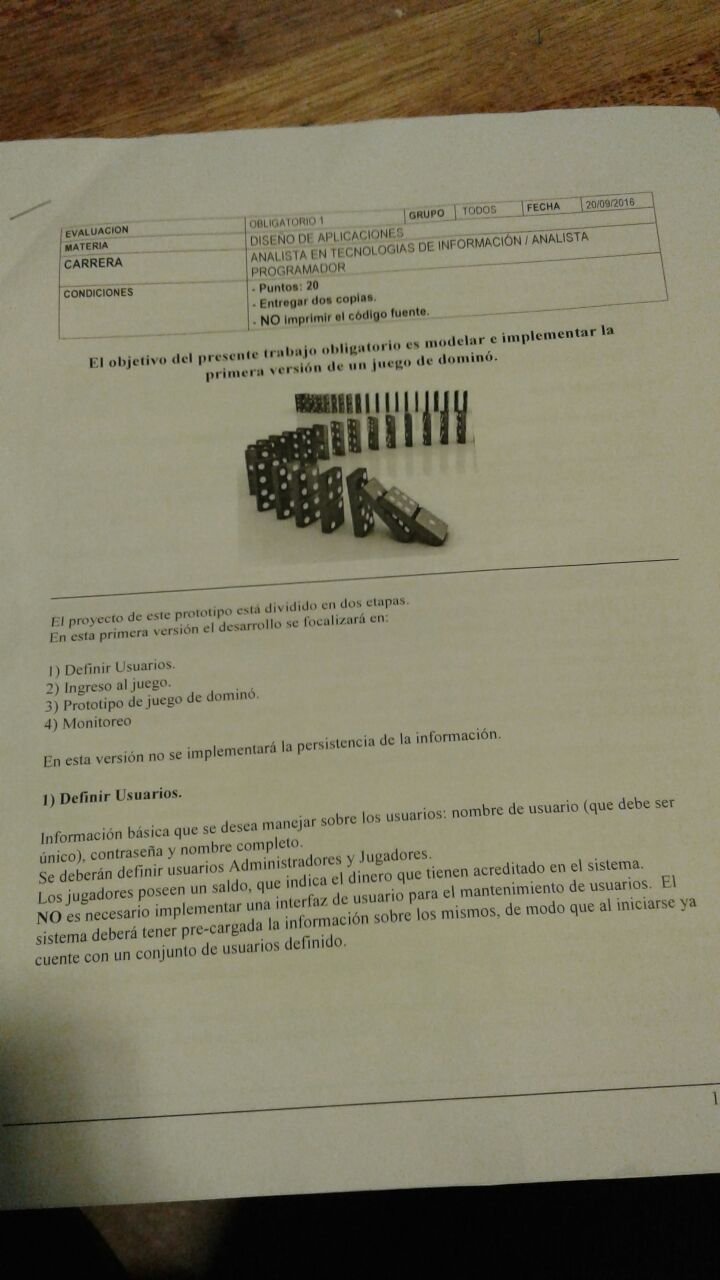 EVALUACION OBLIGATORIO 1 GRUPO TODOS FECHA 20/09/2016
MATERIA DISEÑO DE APLICACIONES
CARRERA ANALISTA EN TECNOLOGIAS DE INFORMACIÓN / ANALISTA
PROGRAMADOR
CONDICIONES - Puntos: 20
- Entregar dos copias.
- NO imprimir el código fuente.
El objetivo del presente trabajo obligatorio es modelar e implementar la
primera versión de un juego de dominó.
El proyecto de este prototipo está dividido en dos etapas.
En esta primera versión el desarrollo se focalizará en:
1) Definir Usuarios.
2) Ingreso al juego.
3) Prototipo de juego de dominó.
4) Monitoreo
En esta versión no se implementará la persistencia de la información.
1) Definir Usuarios.
Información básica que se desea manejar sobre los usuarios: nombre de usuario (que debe ser
único), contraseña y nombre completo.
Se deberán definir usuarios Administradores y Jugadores.
Los jugadores poseen un saldo, que indica el dinero que tienen acreditado en el sistema.
NO es necesario implementar una interfaz de usuario para el mantenimiento de usuarios. El
sistema deberá tener pre-cargada la información sobre los mismos, de modo que al iniciarse ya
cuente con un conjunto de usuarios definido.
1